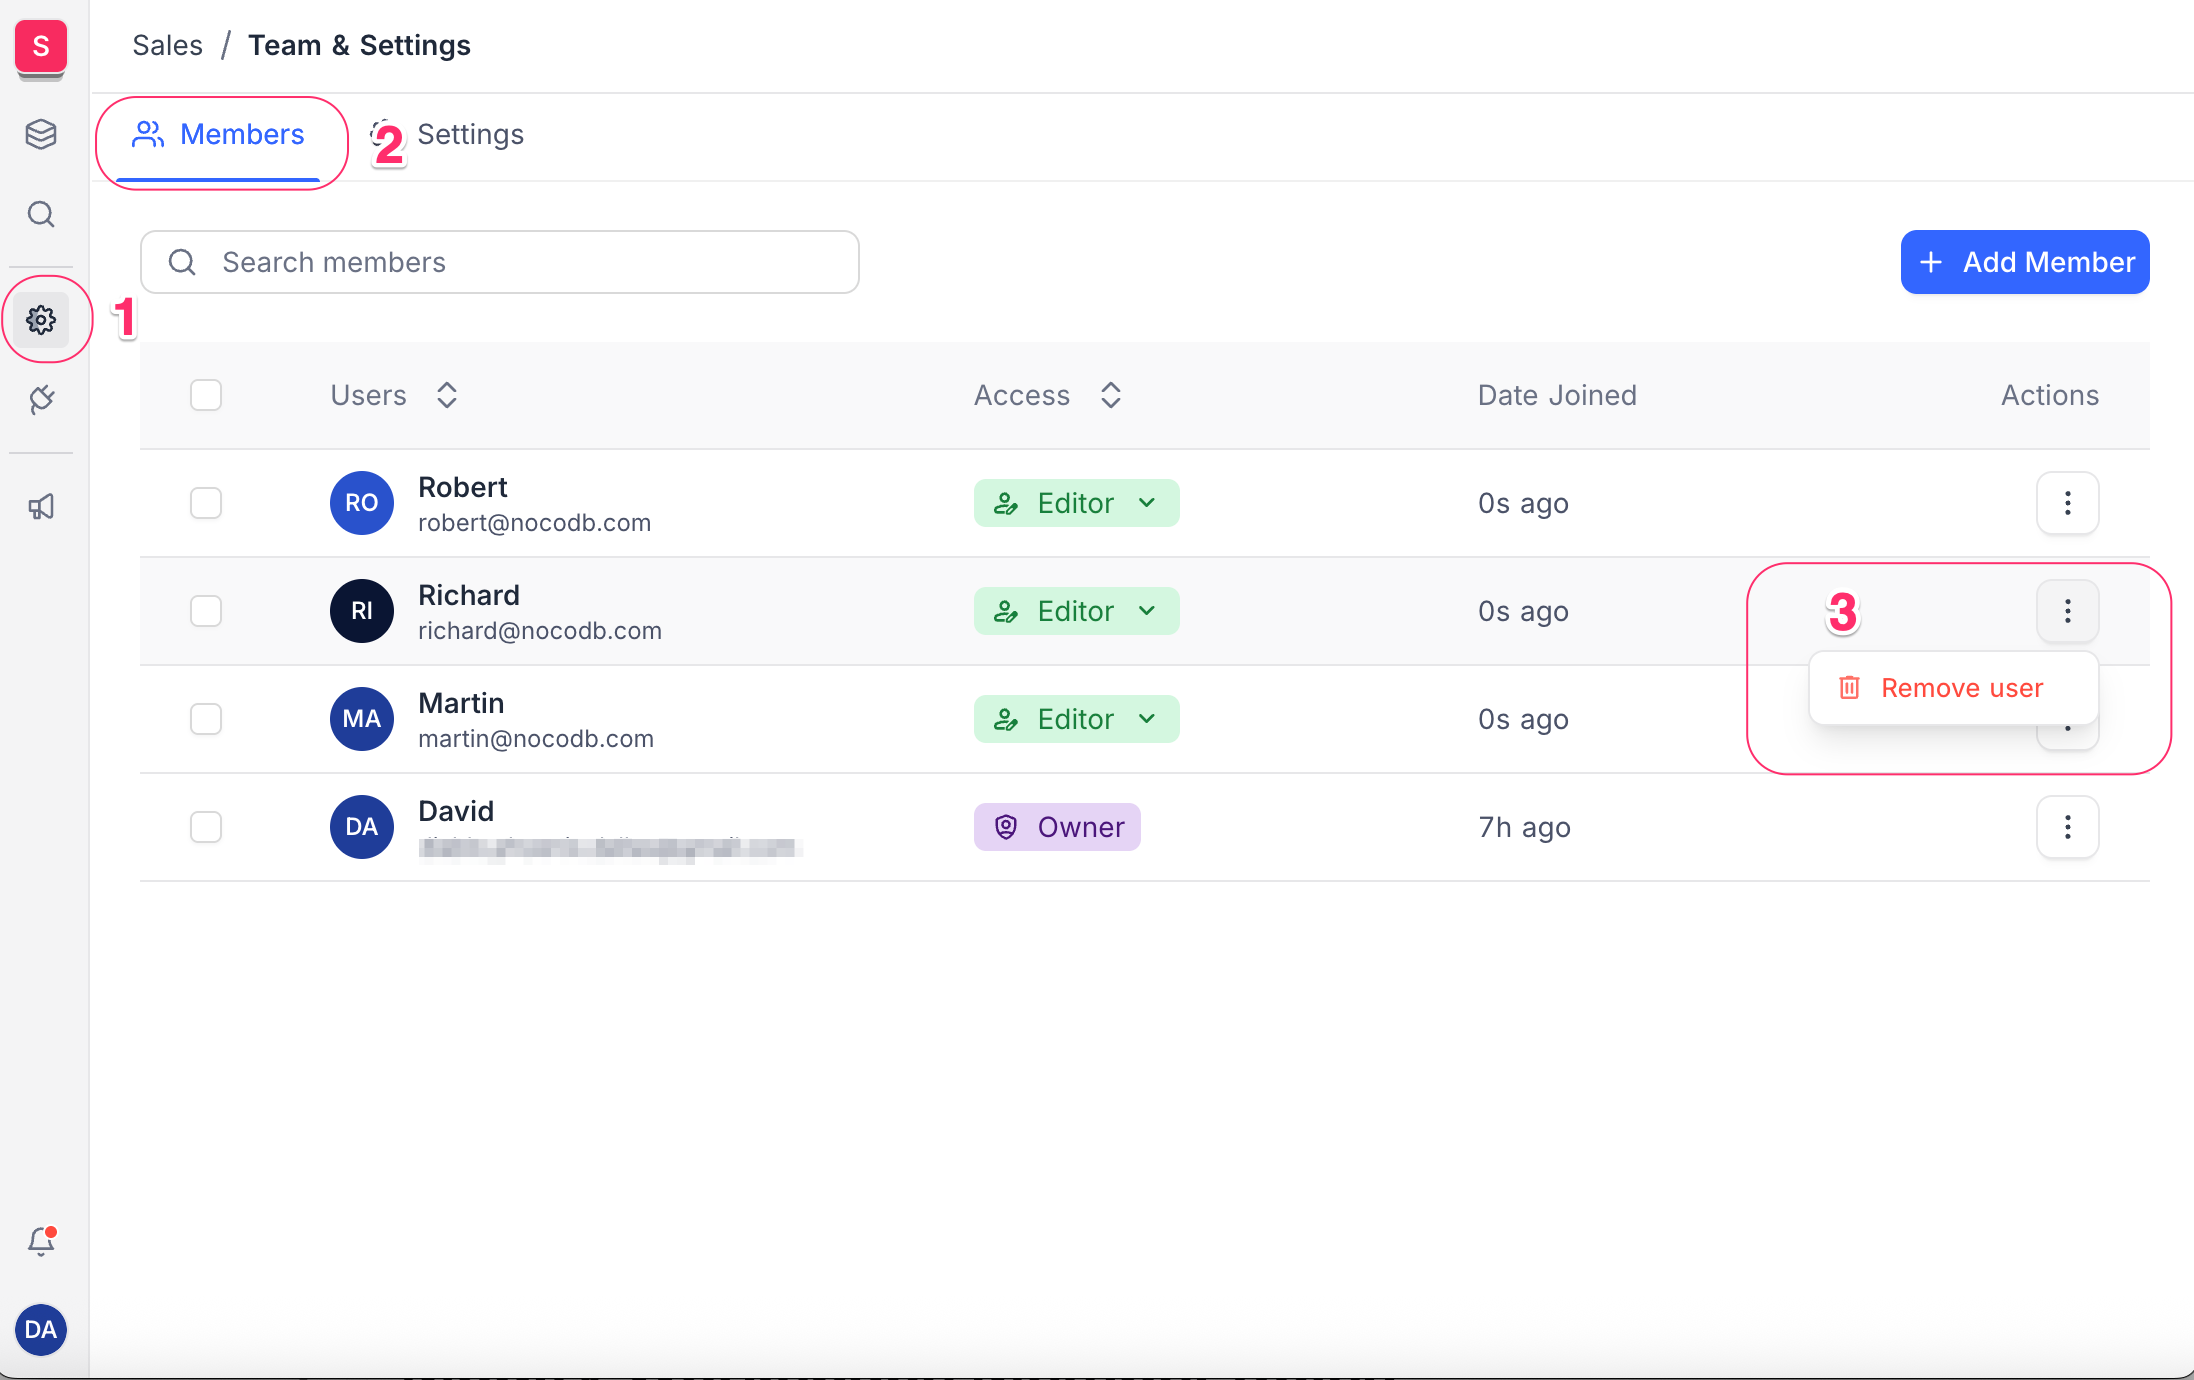 S
Sales / Team & Settings
Members
2
Settings
Search members
+ Add Member
1
Users
Access
Date Joined
Actions
RO
Robert
robert@nocodb.com
Editor
0s ago
RI
Richard
richard@nocodb.com
Editor
0s ago
3
Remove user
MA
Martin
martin@nocodb.com
Editor
0s ago
DA
David
Owner
7h ago
DA